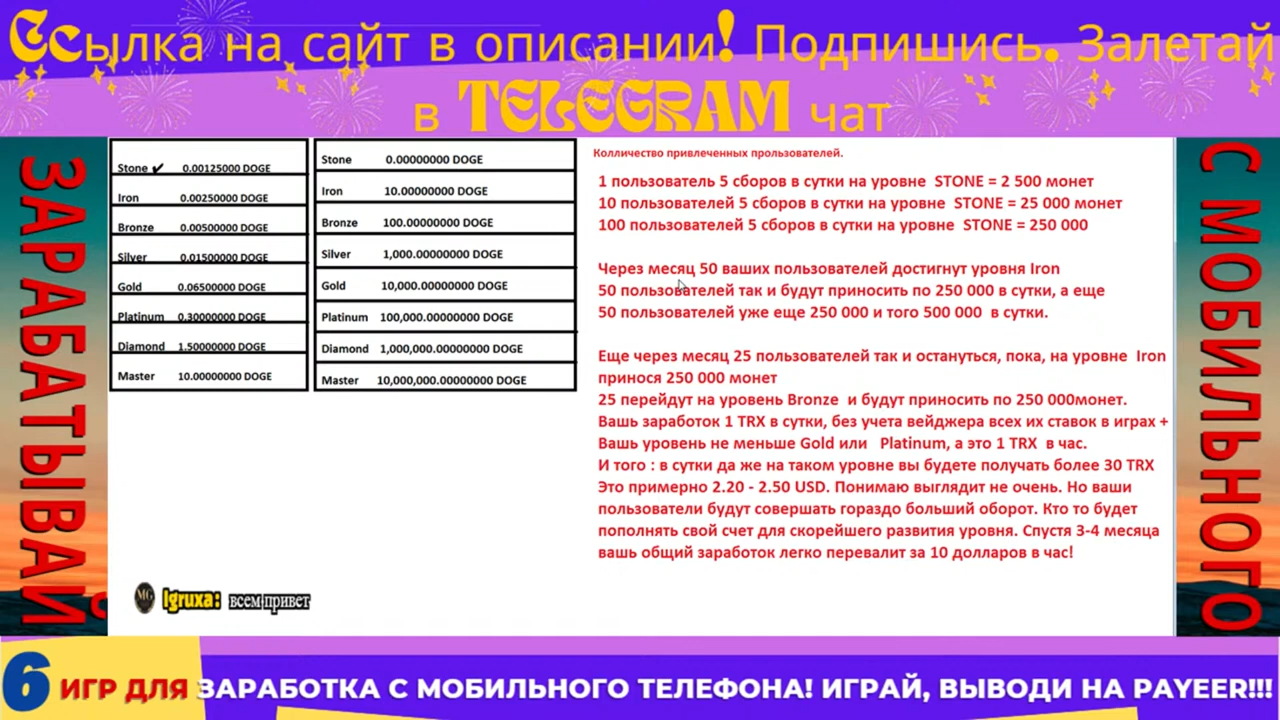 Ссылка на сайт в описании! Подпишись. Залетай
в TELEGRAM чат
ЗАРАБАТЫВАЙ
Stone ✔ 0.00125000 DOGE
Iron 0.00250000 DOGE
Bronze 0.00500000 DOGE
Silver 0.01500000 DOGE
Gold 0.06500000 DOGE
Platinum 0.30000000 DOGE
Diamond 1.50000000 DOGE
Master 10.00000000 DOGE
Stone 0.00000000 DOGE
Iron 10.00000000 DOGE
Bronze 100.00000000 DOGE
Silver 1,000.00000000 DOGE
Gold 10,000.00000000 DOGE
Platinum 100,000.00000000 DOGE
Diamond 1,000,000.00000000 DOGE
Master 10,000,000.00000000 DOGE
Колличество привлеченных прользователей.
1 пользователь 5 сборов в сутки на уровне STONE = 2 500 монет
10 пользователей 5 сборов в сутки на уровне STONE = 25 000 монет
100 пользователей 5 сборов в сутки на уровне STONE = 250 000
Через месяц 50 ваших пользователей достигнут уровня Iron
50 пользователей так и будут приносить по 250 000 в сутки, а еще
50 пользователей уже еще 250 000 и того 500 000 в сутки.
Еще через месяц 25 пользователей так и остануться, пока, на уровне Iron
принося 250 000 монет
25 перейдут на уровень Bronze и будут приносить по 250 000монет.
Вашь заработок 1 TRX в сутки, без учета вейджера всех их ставок в играх +
Вашь уровень не меньше Gold или Platinum, а это 1 TRX в час.
И того : в сутки да же на таком уровне вы будете получать более 30 TRX
Это примерно 2.20 - 2.50 USD. Понимаю выглядит не очень. Но ваши
пользователи будут совершать гораздо больший оборот. Кто то будет
пополнять свой счет для скорейшего развития уровня. Спустя 3-4 месяца
вашь общий заработок легко перевалит за 10 долларов в час!
С МОБИЛЬНОГО
MG Igruxa: всем привет
6 ИГР ДЛЯ ЗАРАБОТКА С МОБИЛЬНОГО ТЕЛЕФОНА! ИГРАЙ, ВЫВОДИ НА PAYEER!!!